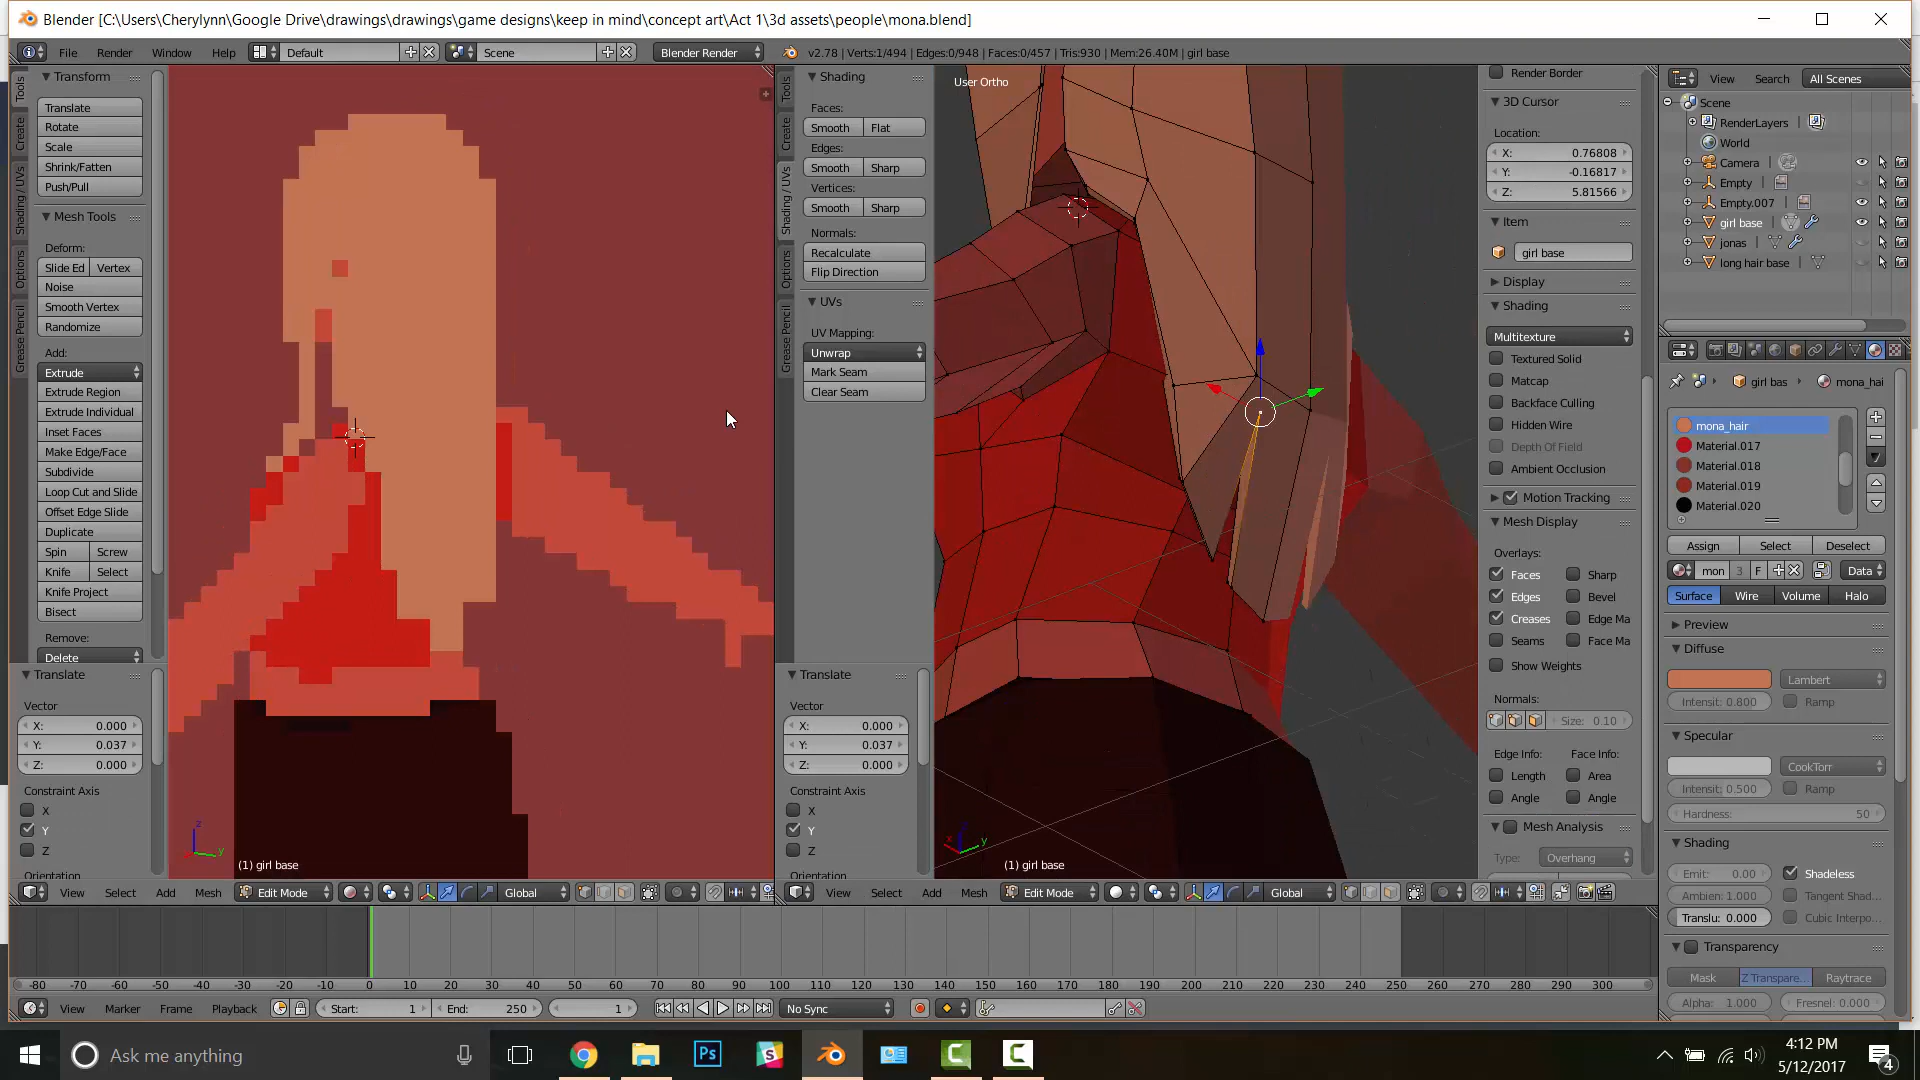 Blender [C:\Users\Cherylynn\Google Drive\drawings\drawings\game designs\keep in mind\concept art\Act 1\3d assets\people\mona.blend]
File Render Window Help Default Scene Blender Render v2.78 | Verts:1/494 | Edges:0/948 | Faces:0/457 | Tris:930 | Mem:26.40M | girl base
Tools
Create
Shading / UVs
Options
Grease Pencil
Transform
Translate
Rotate
Scale
Shrink/Fatten
Push/Pull
Mesh Tools
Deform:
Slide Ed Vertex
Noise
Smooth Vertex
Randomize
Add:
Extrude
Extrude Region
Extrude Individual
Inset Faces
Make Edge/Face
Subdivide
Loop Cut and Slide
Offset Edge Slide
Duplicate
Spin Screw
Knife Select
Knife Project
Bisect
Remove:
Delete
Translate
Vector
X: 0.000
Y: 0.037
Z: 0.000
Constraint Axis
X
Y
Z
Orientation
z
y
(1) girl base
Tools
Create
Shading / UVs
Options
Grease Pencil
Shading
Faces:
Smooth Flat
Edges:
Smooth Sharp
Vertices:
Smooth Sharp
Normals:
Recalculate
Flip Direction
UVs
UV Mapping:
Unwrap
Mark Seam
Clear Seam
Translate
Vector
X: 0.000
Y: 0.037
Z: 0.000
Constraint Axis
X
Y
Z
Orientation
User Ortho
x
y
(1) girl base
Render Border
3D Cursor
Location:
X: 0.76808
Y: -0.16817
Z: 5.81566
Item
girl base
Display
Shading
Multitexture
Textured Solid
Matcap
Backface Culling
Hidden Wire
Depth Of Field
Ambient Occlusion
Motion Tracking
Mesh Display
Overlays:
Faces Sharp
Edges Bevel
Creases Edge Ma
Seams Face Ma
Show Weights
Normals:
Size: 0.10
Edge Info: Face Info:
Length Area
Angle Angle
Mesh Analysis
Type: Overhang
View Search All Scenes
Scene
RenderLayers
World
Camera
Empty
Empty.007
girl base
jonas
long hair base
girl bas mona_hai
mona_hair
Material.017
Material.018
Material.019
Material.020
Assign Select Deselect
mon 3 F Data
Surface Wire Volume Halo
Preview
Diffuse
Lambert
Intensit: 0.800 Ramp
Specular
CookTorr
Intensit: 0.500 Ramp
Hardness: 50
Shading
Emit: 0.00 Shadeless
Ambien: 1.000 Tangent Shad...
Translu: 0.000 Cubic Interpo...
Transparency
Mask Z Transpare... Raytrace
Alpha: 1.000 Fresnel: 0.000
View Select Add Mesh Edit Mode Global
View Select Add Mesh Edit Mode Global
-80 -70 -60 -50 -40 -30 -20 -10 0 10 20 30 40 50 60 70 80 90 100 110 120 130 140 150 160 170 180 190 200 210 220 230 240 250 260 270 280 290 300
View Marker Frame Playback Start: 1 End: 250 1 No Sync
Ask me anything
Ps
4:12 PM
5/12/2017
4